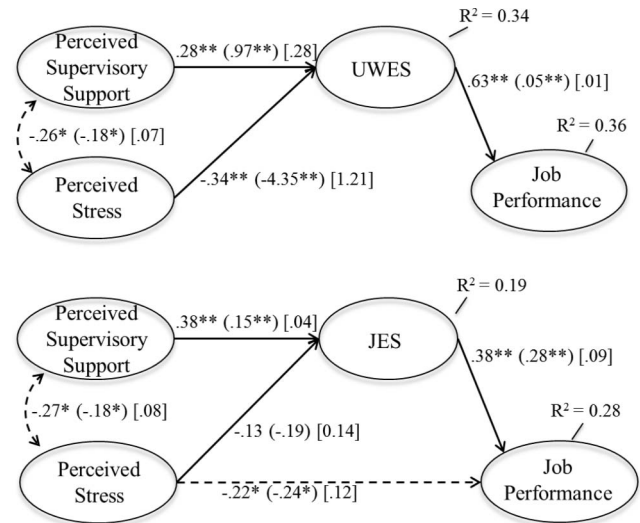 R² = 0.34
Perceived
Supervisory
Support
.28** (.97**) [.28]
UWES
.63** (.05**) [.01]
-.26* (-.18*) [.07]
R² = 0.36
Perceived
Stress
-.34** (-4.35**) [1.21]
Job
Performance
R² = 0.19
Perceived
Supervisory
Support
.38** (.15**) [.04]
JES
.38** (.28**) [.09]
-.27* (-.18*) [.08]
R² = 0.28
-.13 (-.19) [0.14]
Perceived
Stress
-.22* (-.24*) [.12]
Job
Performance